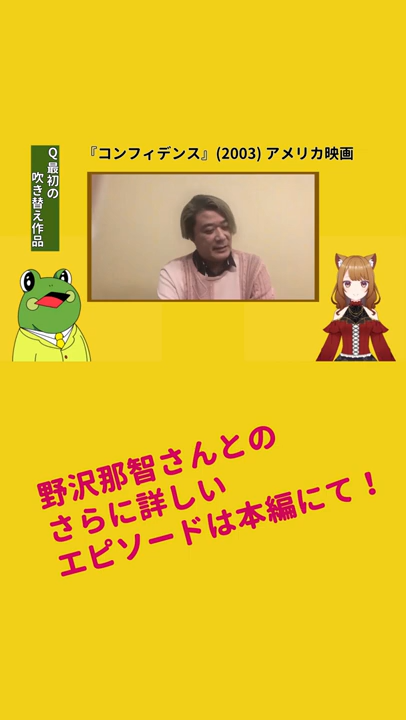 『コンフィデンス』(2003) アメリカ映画
Q最初の
吹き替え作品
野沢那智さんとの
さらに詳しい
エピソードは本編にて！